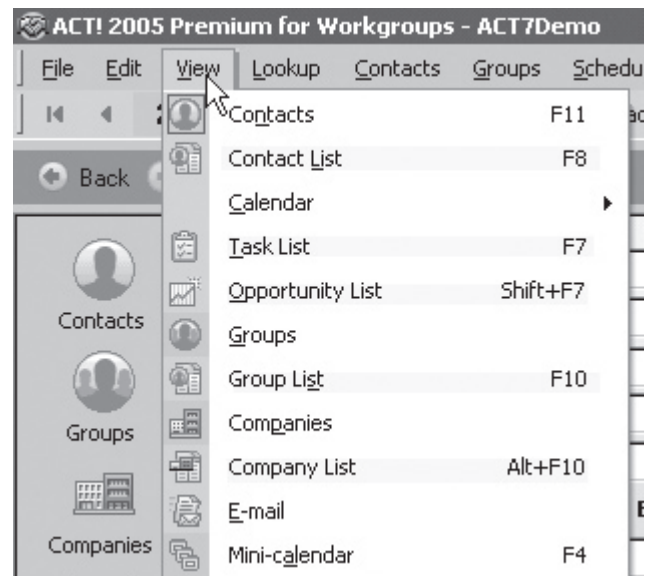 ACT! 2005 Premium for Workgroups - ACT7Demo
File Edit View Lookup Contacts Groups Schedu
Back
Contacts F11
Contact List F8
Calendar
Task List F7
Opportunity List Shift+F7
Groups
Group List F10
Companies
Company List Alt+F10
E-mail
Mini-calendar F4
Contacts
Groups
Companies